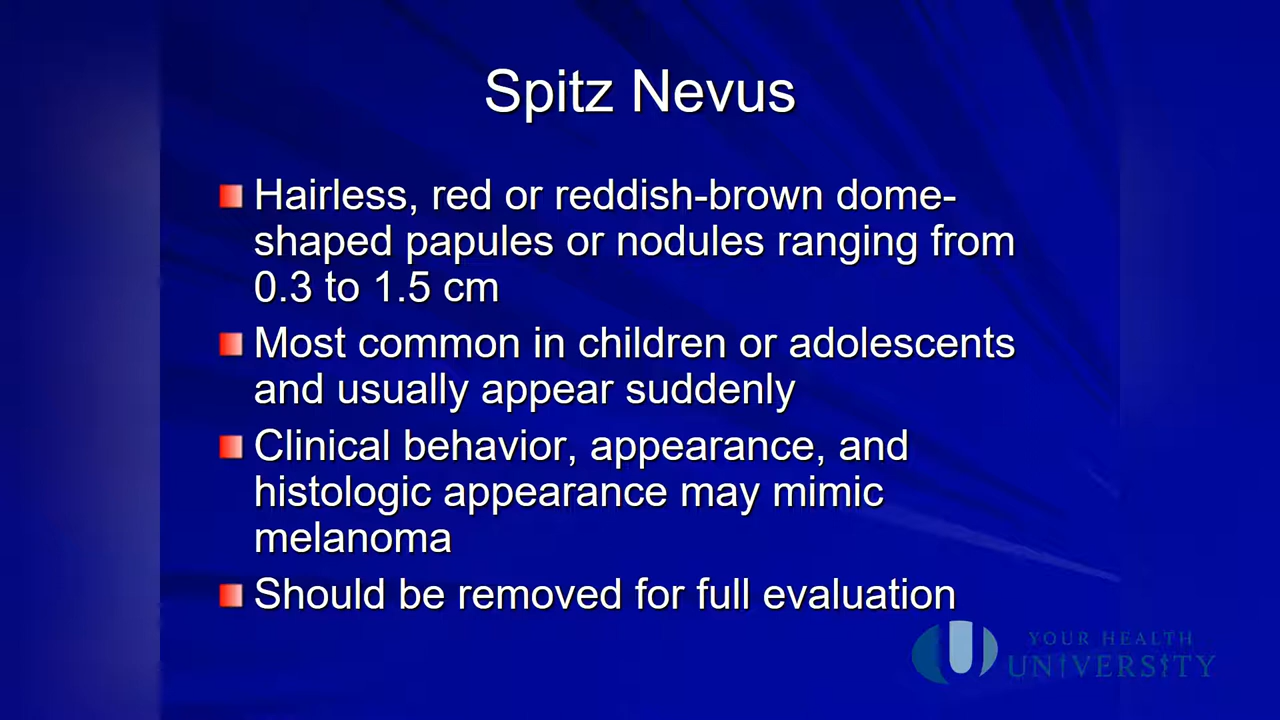 Spitz Nevus
Hairless, red or reddish-brown dome-
shaped papules or nodules ranging from
0.3 to 1.5 cm
Most common in children or adolescents
and usually appear suddenly
Clinical behavior, appearance, and
histologic appearance may mimic
melanoma
Should be removed for full evaluation
U YOUR HEALTH
UNIVERSITY